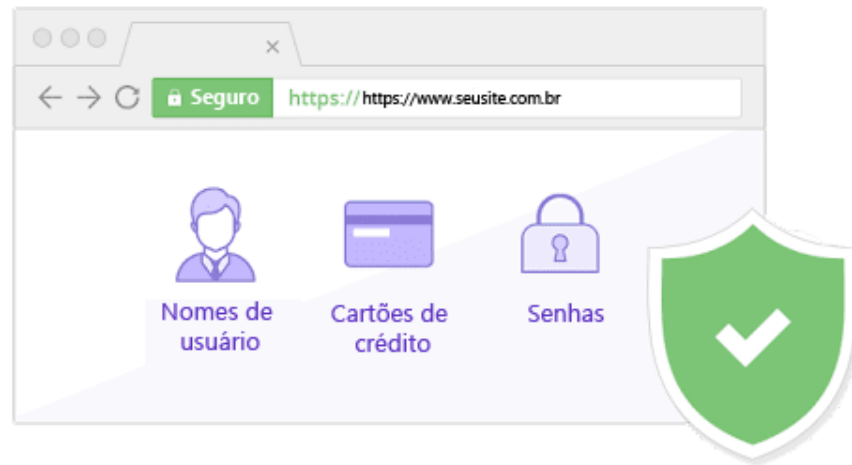 Seguro https:// https://www.seusite.com.br
Nomes de usuário
Cartões de crédito
Senhas